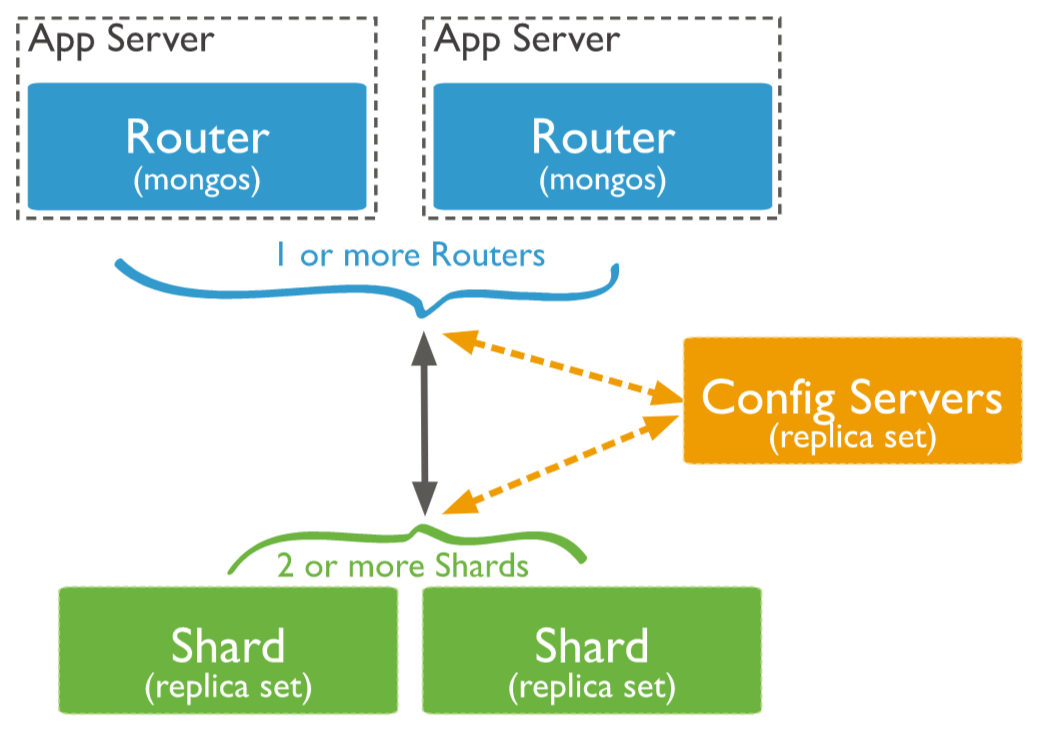 App Server
Router
(mongos)
App Server
Router
(mongos)
1 or more Routers
Config Servers
(replica set)
2 or more Shards
Shard
(replica set)
Shard
(replica set)